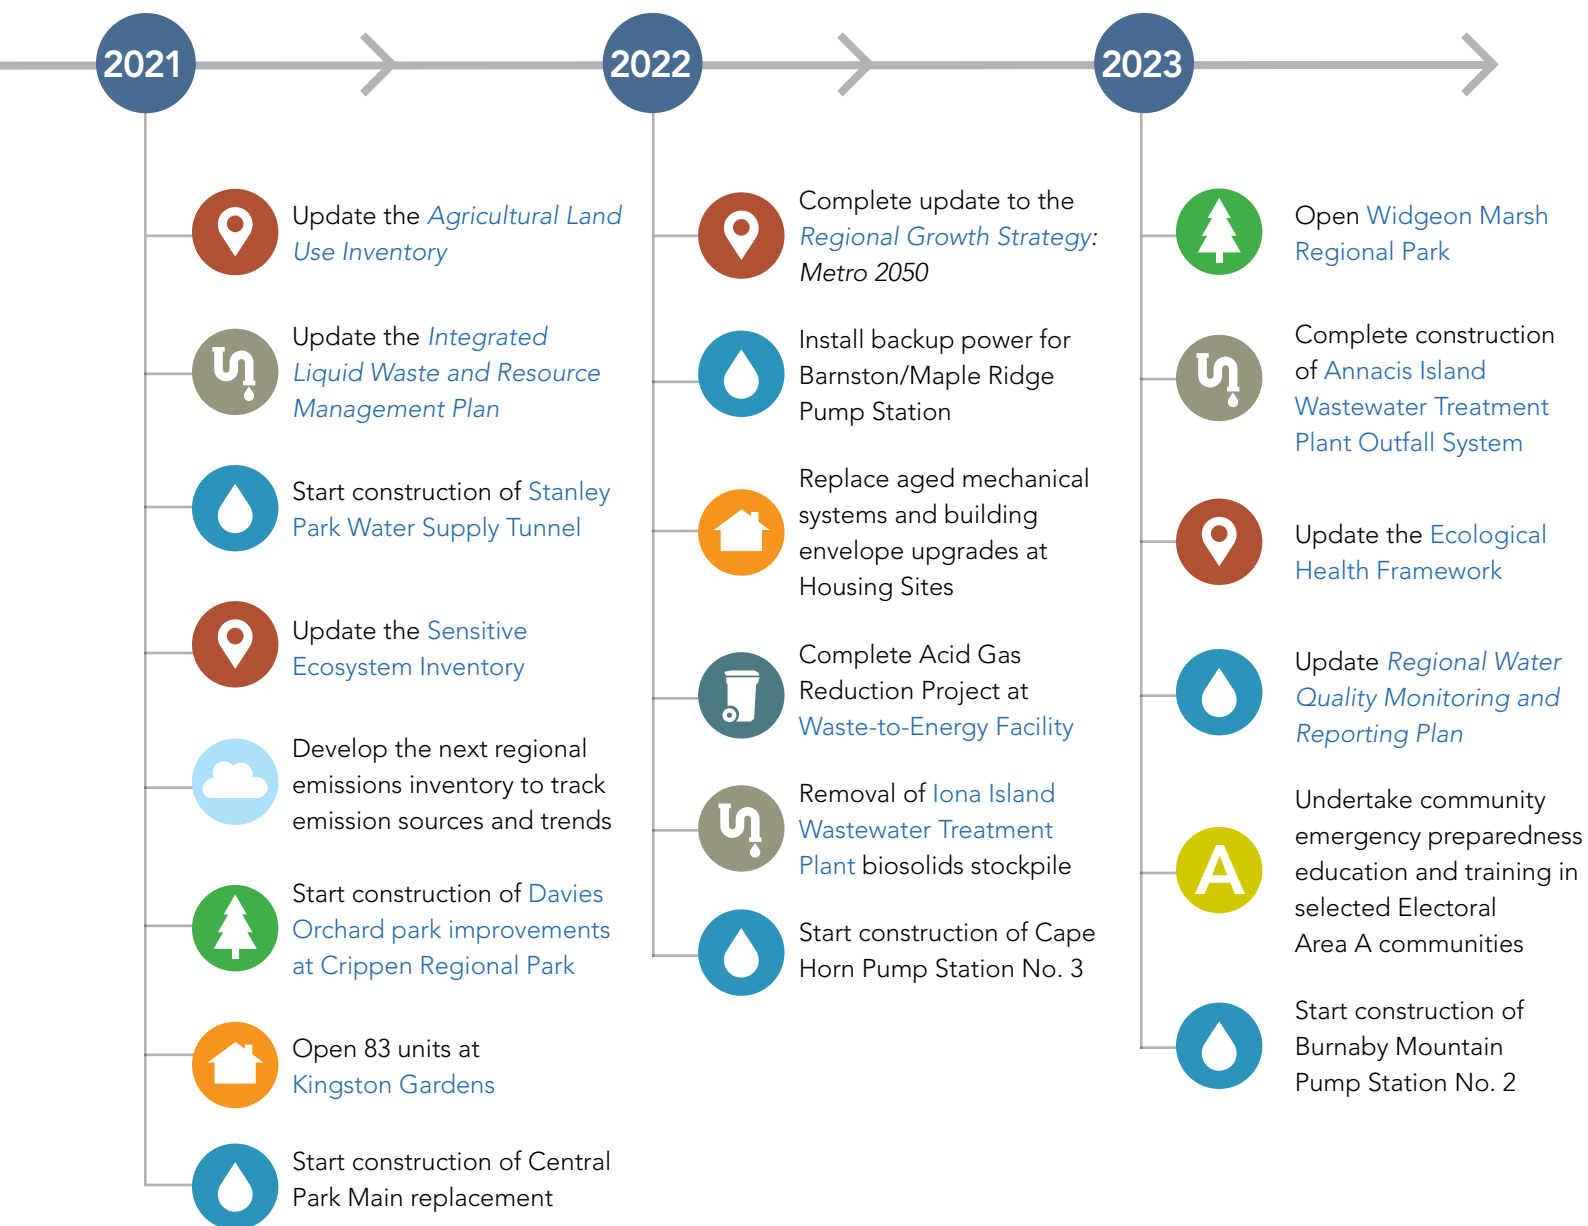 2021
2022
2023
Update the Agricultural Land
Use Inventory
Update the Integrated
Liquid Waste and Resource
Management Plan
Start construction of Stanley
Park Water Supply Tunnel
Update the Sensitive
Ecosystem Inventory
Develop the next regional
emissions inventory to track
emission sources and trends
Start construction of Davies
Orchard park improvements
at Crippen Regional Park
Open 83 units at
Kingston Gardens
Start construction of Central
Park Main replacement
Complete update to the
Regional Growth Strategy:
Metro 2050
Install backup power for
Barnston/Maple Ridge
Pump Station
Replace aged mechanical
systems and building
envelope upgrades at
Housing Sites
Complete Acid Gas
Reduction Project at
Waste-to-Energy Facility
Removal of Iona Island
Wastewater Treatment
Plant biosolids stockpile
Start construction of Cape
Horn Pump Station No. 3
Open Widgeon Marsh
Regional Park
Complete construction
of Annacis Island
Wastewater Treatment
Plant Outfall System
Update the Ecological
Health Framework
Update Regional Water
Quality Monitoring and
Reporting Plan
A
Undertake community
emergency preparedness
education and training in
selected Electoral
Area A communities
Start construction of
Burnaby Mountain
Pump Station No. 2